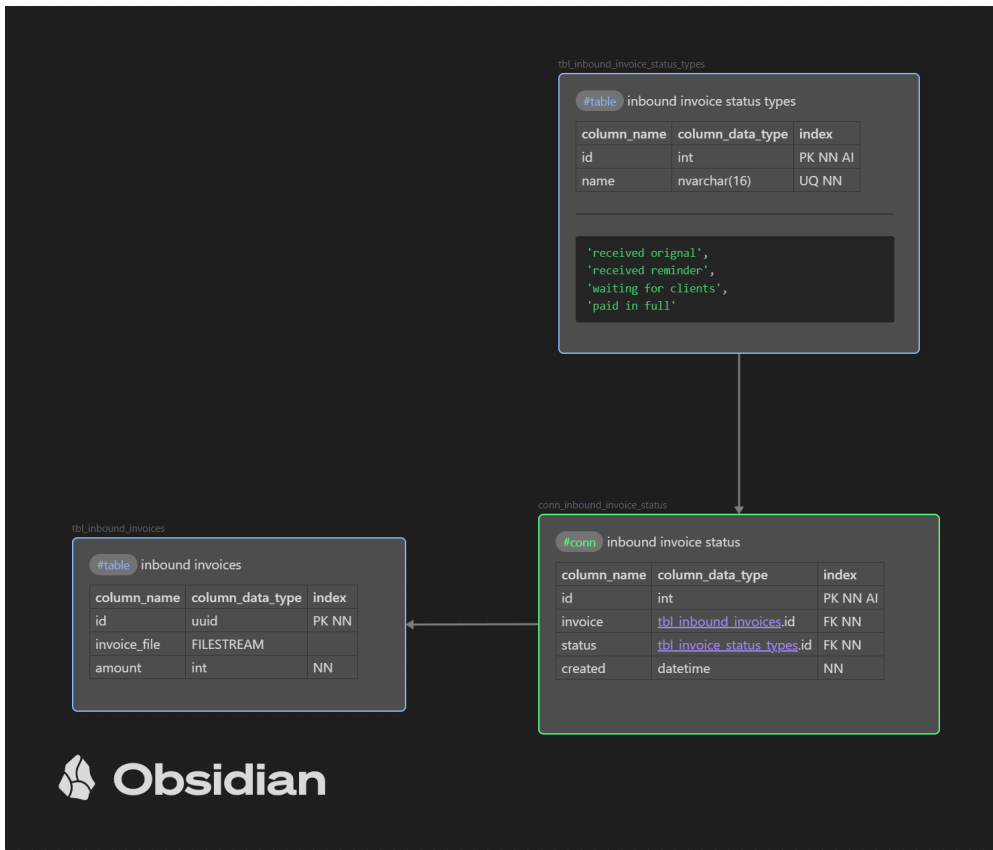 tbl_inbound_invoice_status_types
#table inbound invoice status types
column_name column_data_type index
id int PK NN AI
name nvarchar(16) UQ NN
'received orignal',
'received reminder',
'waiting for clients',
'paid in full'
conn_inbound_invoice_status
#conn inbound invoice status
column_name column_data_type index
id int PK NN AI
invoice tbl_inbound_invoices.id FK NN
status tbl_invoice_status_types.id FK NN
created datetime NN
tbl_inbound_invoices
#table inbound invoices
column_name column_data_type index
id uuid PK NN
invoice_file FILESTREAM
amount int NN
Obsidian